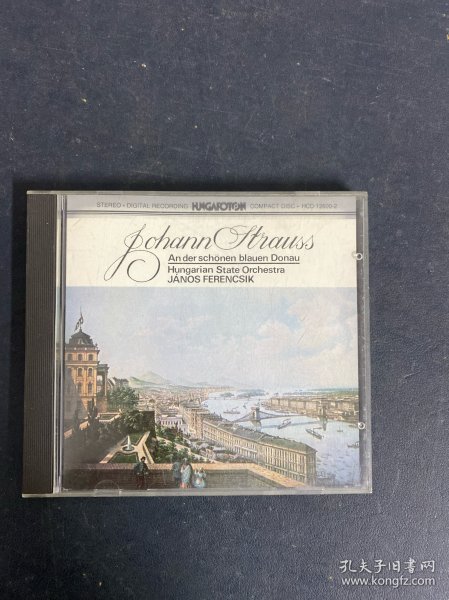 STEREO • DIGITAL RECORDING HUNGAROTON COMPACT DISC • HCD 12600-2
Johann Strauss
An der schönen blauen Donau
Hungarian State Orchestra
JÁNOS FERENCSIK
孔夫子旧书网
www.kongfz.com